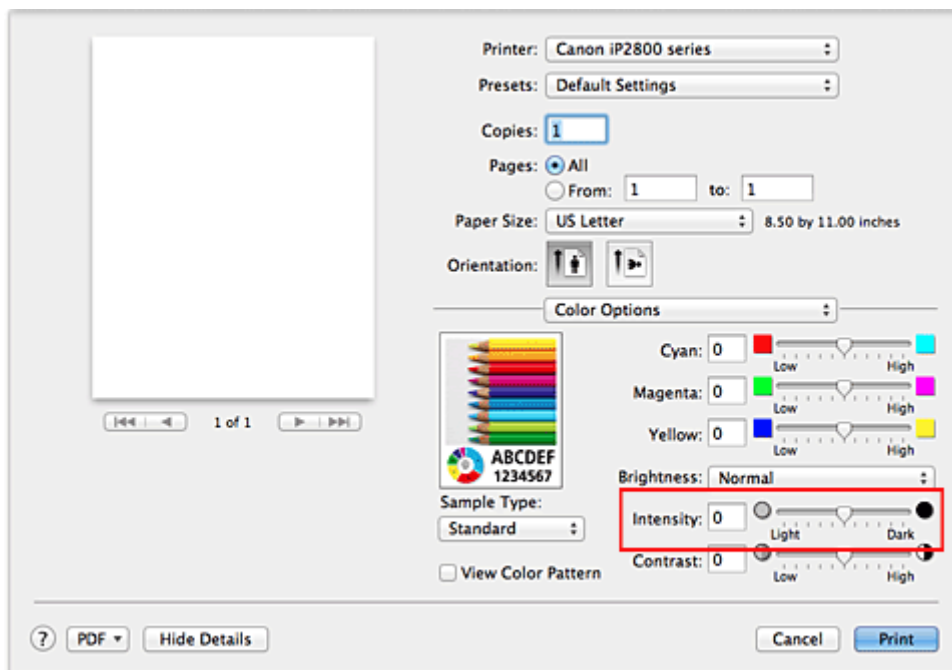 Printer: Canon iP2800 series
Presets: Default Settings
Copies: 1
Pages: All
From: 1 to: 1
Paper Size: US Letter 8.50 by 11.00 inches
Orientation:
Color Options
Cyan: 0
Low High
Magenta: 0
Low High
Yellow: 0
Low High
ABCDEF
1234567
Brightness: Normal
Sample Type:
Standard
Intensity: 0
Light Dark
Contrast: 0
Low High
View Color Pattern
1 of 1
? PDF Hide Details Cancel Print